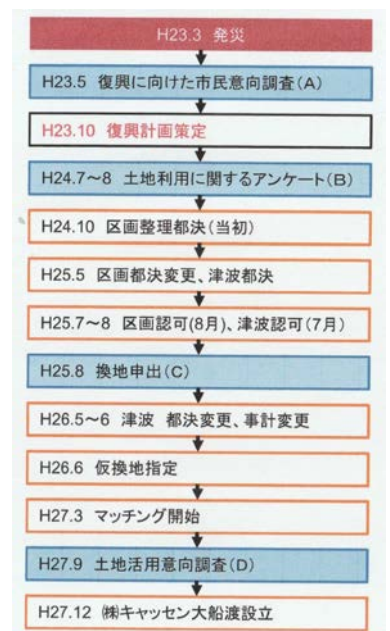 H23.3 発災
H23.5 復興に向けた市民意向調査(A)
H23.10 復興計画策定
H24.7～8 土地利用に関するアンケート(B)
H24.10 区画整理都決(当初)
H25.5 区画都決変更、津波都決
H25.7～8 区画認可(8月)、津波認可(7月)
H25.8 換地申出(C)
H26.5～6 津波 都決変更、事計変更
H26.6 仮換地指定
H27.3 マッチング開始
H27.9 土地活用意向調査(D)
H27.12 ㈱キャッセン大船渡設立